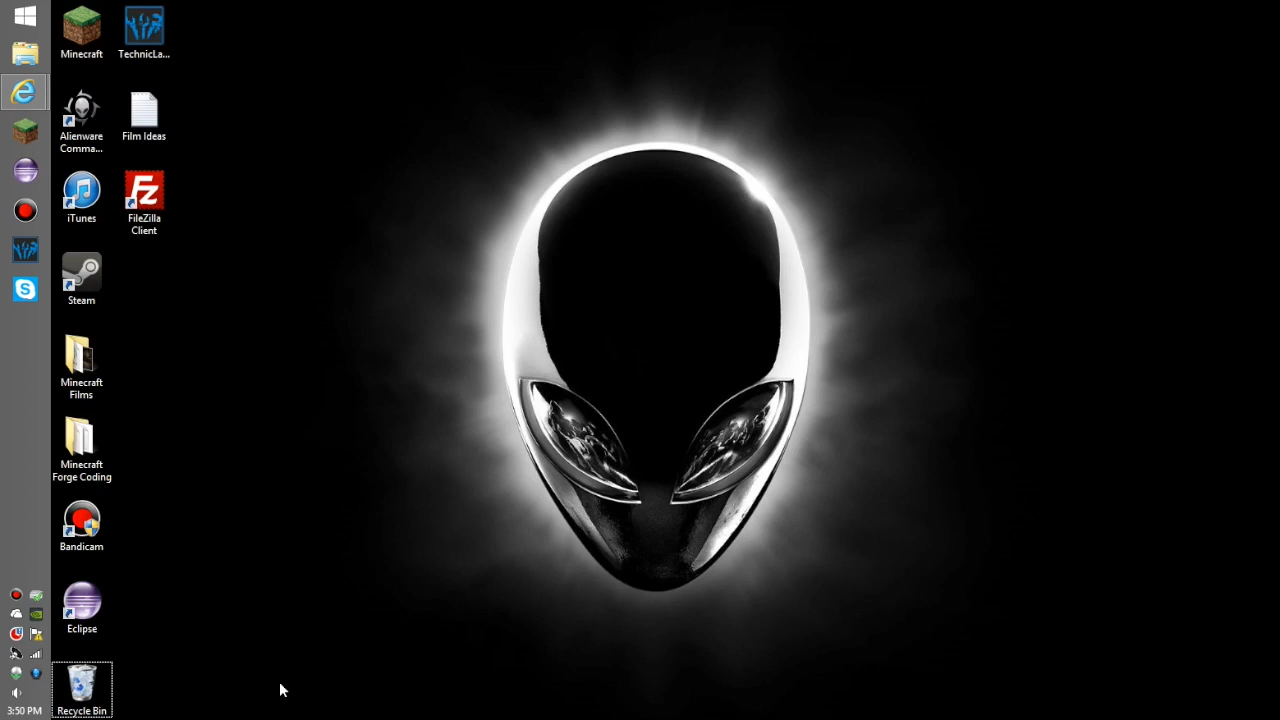 Minecraft
TechnicLa...
Alienware
Comma...
Film Ideas
iTunes
FileZilla
Client
Steam
Minecraft
Films
Minecraft
Forge Coding
Bandicam
Eclipse
Recycle Bin
3:50 PM